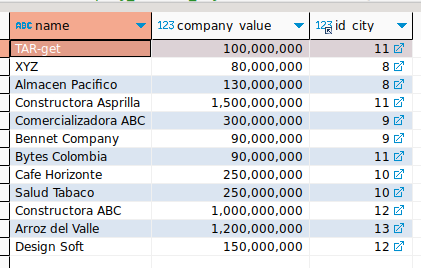 ABC name 123 company_value 123 id_city
TAR-get 100,000,000 11
XYZ 80,000,000 8
Almacen Pacifico 130,000,000 8
Constructora Asprilla 1,500,000,000 11
Comercializadora ABC 300,000,000 9
Bennet Company 90,000,000 9
Bytes Colombia 90,000,000 11
Cafe Horizonte 250,000,000 10
Salud Tabaco 250,000,000 10
Constructora ABC 1,000,000,000 12
Arroz del Valle 1,200,000,000 13
Design Soft 150,000,000 12